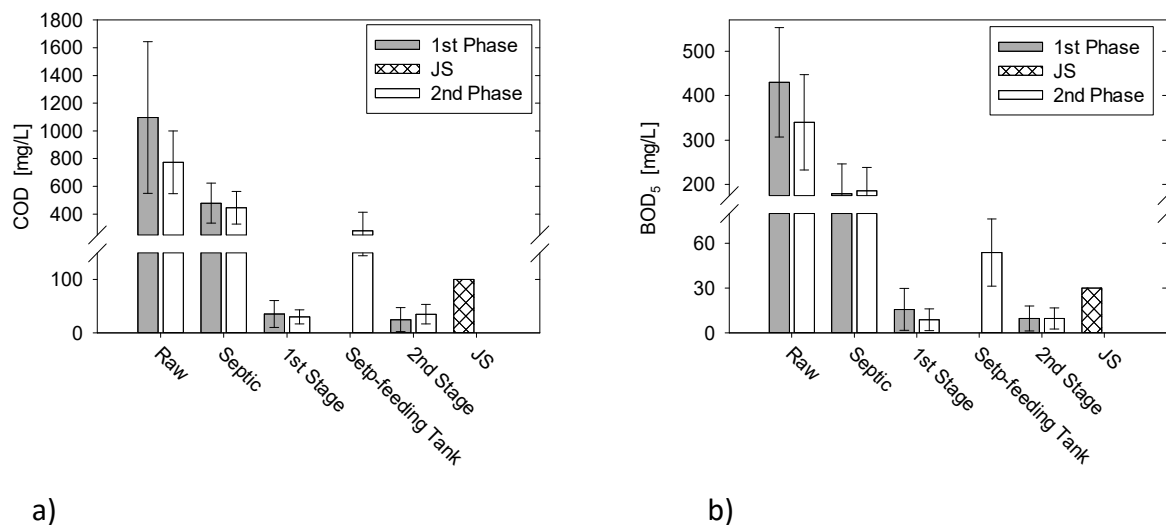 1800
1600
1400
1200
1000
800
600
400
100
0
COD [mg/L]
1st Phase
JS
2nd Phase
Raw
Septic
1st Stage
Setp-feeding Tank
2nd Stage
JS
a)
500
400
300
200
60
30
0
BOD5 [mg/L]
1st Phase
JS
2nd Phase
Raw
Septic
1st Stage
Setp-feeding Tank
2nd Stage
JS
b)